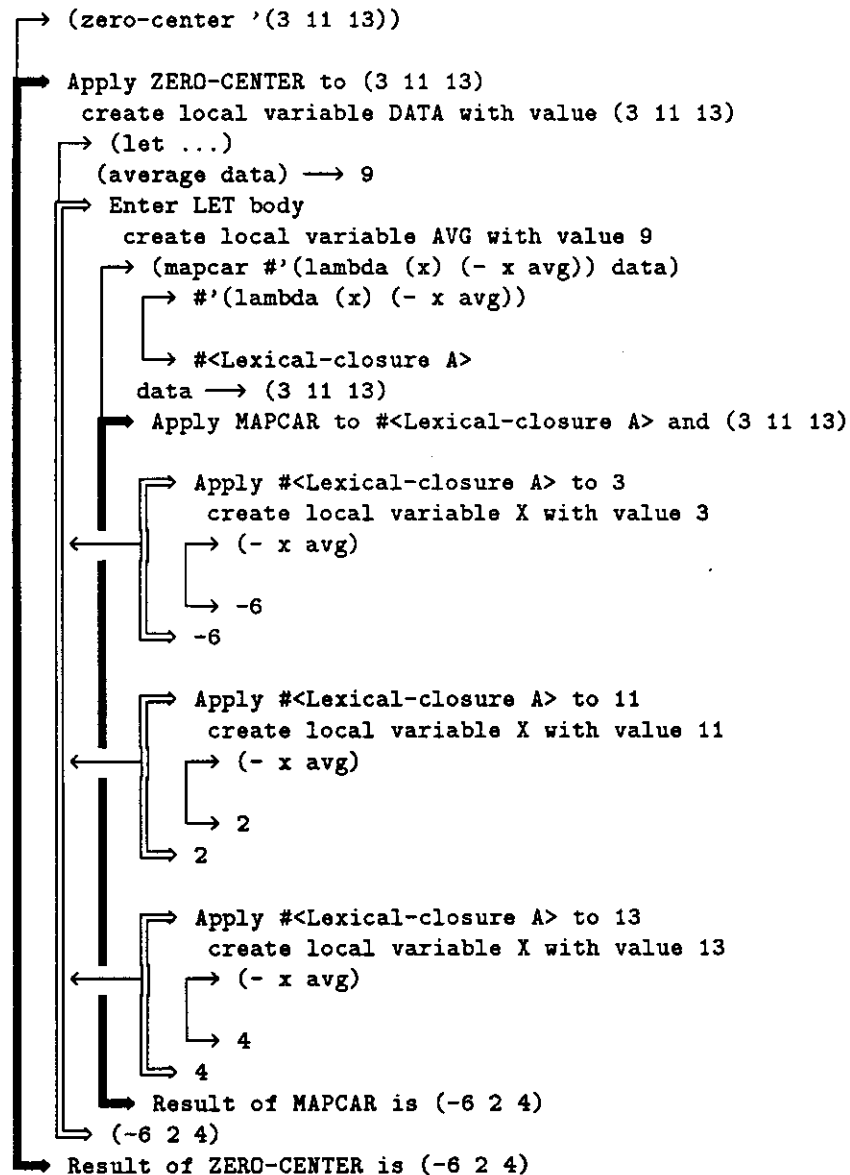 (zero-center '(3 11 13))
Apply ZERO-CENTER to (3 11 13)
create local variable DATA with value (3 11 13)
(let ...)
(average data) ⟶ 9
Enter LET body
create local variable AVG with value 9
(mapcar #'(lambda (x) (- x avg)) data)
#'(lambda (x) (- x avg))
#<Lexical-closure A>
data ⟶ (3 11 13)
Apply MAPCAR to #<Lexical-closure A> and (3 11 13)
Apply #<Lexical-closure A> to 3
create local variable X with value 3
(- x avg)
-6
-6
Apply #<Lexical-closure A> to 11
create local variable X with value 11
(- x avg)
2
2
Apply #<Lexical-closure A> to 13
create local variable X with value 13
(- x avg)
4
4
Result of MAPCAR is (-6 2 4)
(-6 2 4)
Result of ZERO-CENTER is (-6 2 4)